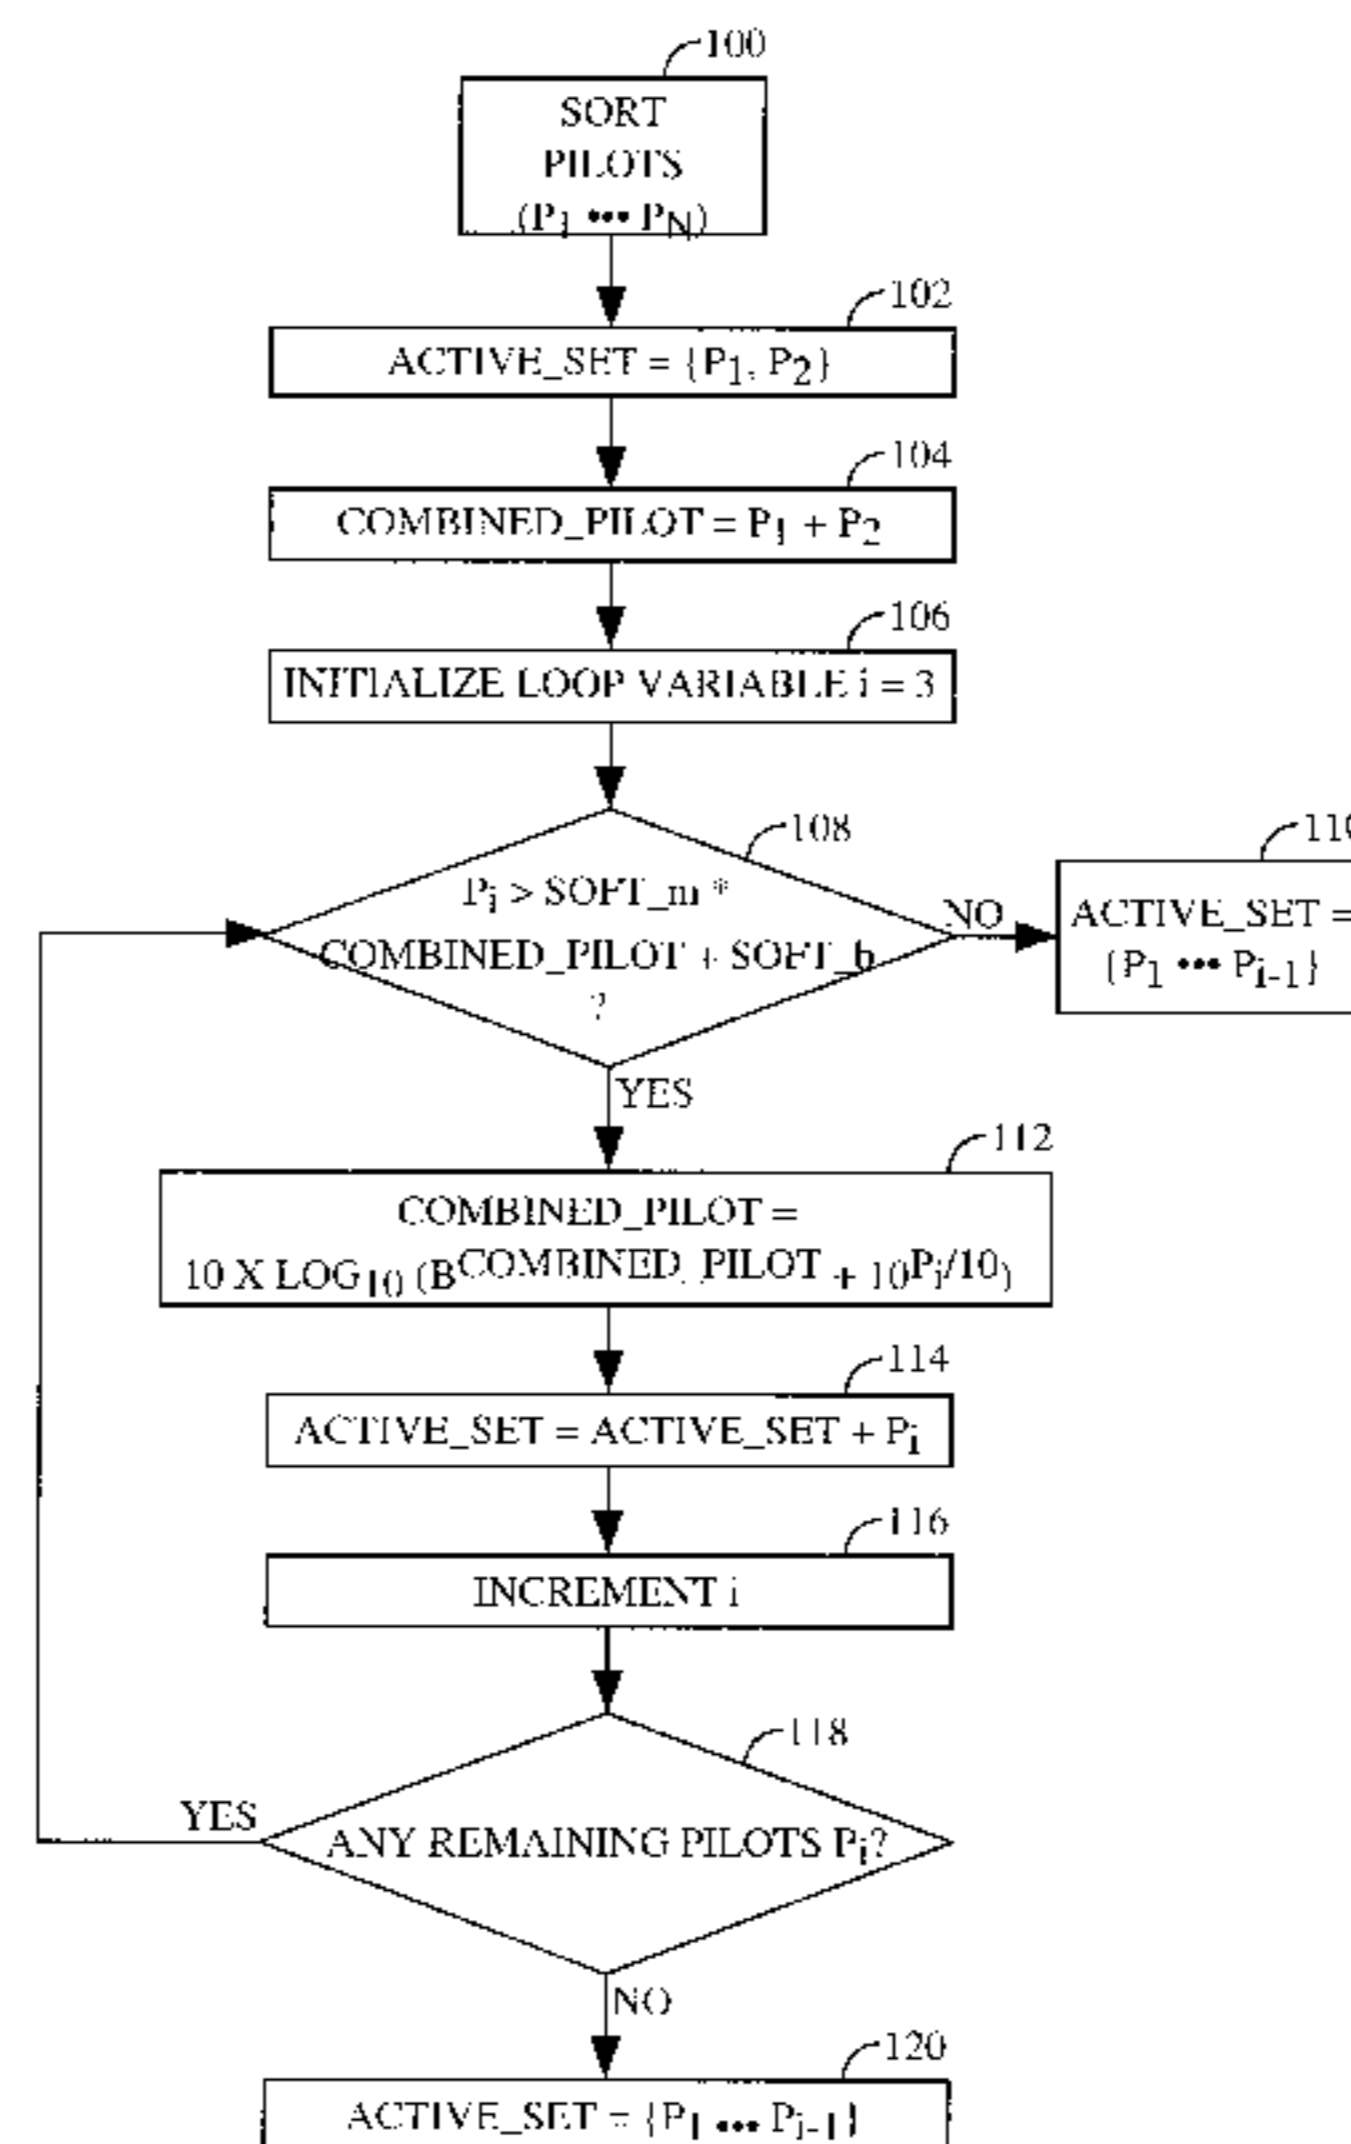 100
SORT
PILOTS
(P1 ••• PN)
102
ACTIVE_SET = {P1, P2}
104
COMBINED_PILOT = P1 + P2
106
INITIALIZE LOOP VARIABLE i = 3
108
Pi > SOFT_m *
COMBINED_PILOT + SOFT_b
?
NO
110
ACTIVE_SET =
{P1 ••• Pi-1}
YES
112
COMBINED_PILOT =
10 X LOG10 (BCOMBINED_PILOT + 10Pi/10)
114
ACTIVE_SET = ACTIVE_SET + Pi
116
INCREMENT i
118
YES
ANY REMAINING PILOTS Pi?
NO
120
ACTIVE_SET = {P1 ••• Pi-1}